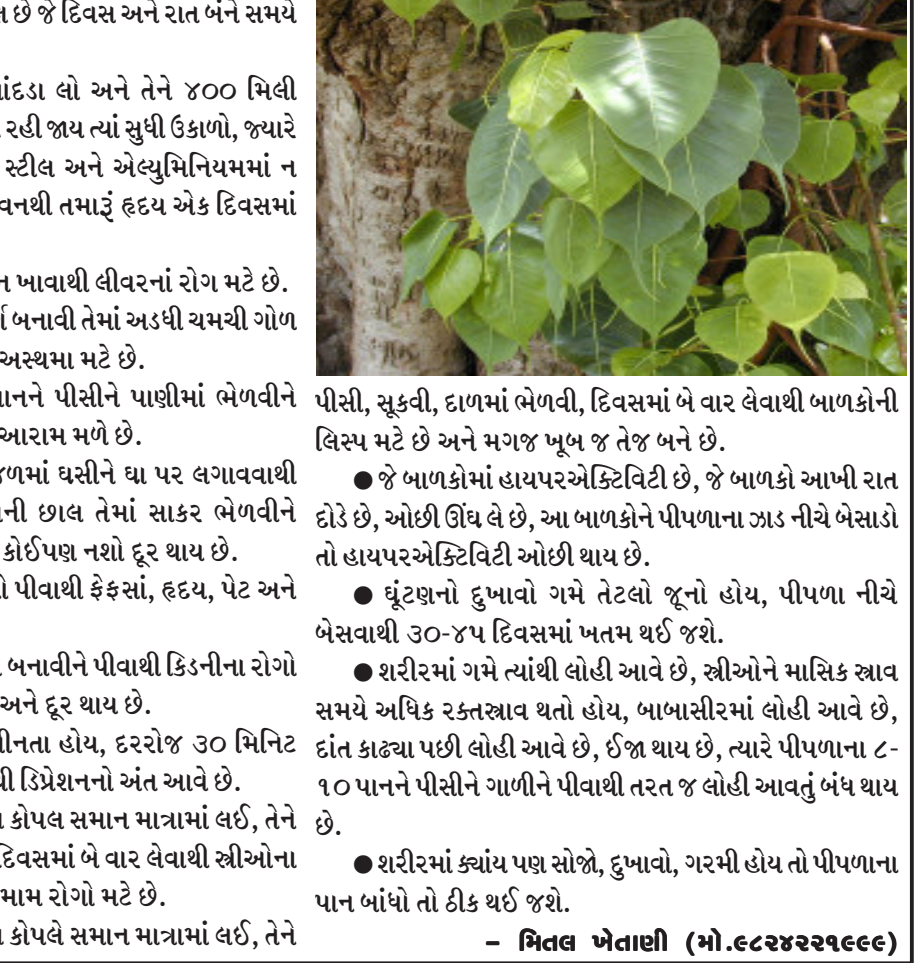 છે જે દિવસ અને રાત બંને સમયે
લો અને તેને ૪૦૦ મિલી
રહી જાય ત્યાં સુધી ઉકાળો, જ્યારે
સ્ટીલ અને એલ્યુમિનિયમમાં ન
તમારૂં હૃદય એક દિવસમાં
ખાવાથી લીવરનાં રોગ મટે છે.
બનાવી તેમાં અડધી ચમચી ગોળ
અસ્થમા મટે છે.
પીસીને પાણીમાં ભેળવીને
આરામ મળે છે.
ઘસીને ઘા પર લગાવવાથી
છાલ તેમાં સાકર ભેળવીને
કોઈપણ નશો દૂર થાય છે.
પીવાથી ફેફસાં, હૃદય, પેટ અને
બનાવીને પીવાથી કિડનીના રોગો
અને દૂર થાય છે.
હોય, દરરોજ ૩૦ મિનિટ
ડિપ્રેશનનો અંત આવે છે.
કોપલ સમાન માત્રામાં લઈ, તેને
દિવસમાં બે વાર લેવાથી સ્ત્રીઓના
રોગો મટે છે.
કોપલે સમાન માત્રામાં લઈ, તેને
પીસી, સૂકવી, દાળમાં ભેળવી, દિવસમાં બે વાર લેવાથી બાળકોની
લિસ્પ મટે છે અને મગજ ખૂબ જ તેજ બને છે.
● જે બાળકોમાં હાયપરએક્ટિવિટી છે, જે બાળકો આખી રાત
દોડે છે, ઓછી ઊંઘ લે છે, આ બાળકોને પીપળાના ઝાડ નીચે બેસાડો
તો હાયપરએક્ટિવિટી ઓછી થાય છે.
● ઘૂંટણનો દુખાવો ગમે તેટલો જૂનો હોય, પીપળા નીચે
બેસવાથી ૩૦-૪૫ દિવસમાં ખતમ થઈ જશે.
● શરીરમાં ગમે ત્યાંથી લોહી આવે છે, સ્ત્રીઓને માસિક સ્ત્રાવ
સમયે અધિક રક્તસ્ત્રાવ થતો હોય, બાબાસીરમાં લોહી આવે છે,
દાંત કાઢ્યા પછી લોહી આવે છે, ઈજા થાય છે, ત્યારે પીપળાના ૮-
૧૦ પાનને પીસીને ગાળીને પીવાથી તરત જ લોહી આવતું બંધ થાય
છે.
● શરીરમાં ક્યાંય પણ સોજો, દુખાવો, ગરમી હોય તો પીપળાના
પાન બાંધો તો ઠીક થઈ જશે.
– મિતલ ખેતાણી (મો.૯૮૨૪૨૨૧૯૯૯)